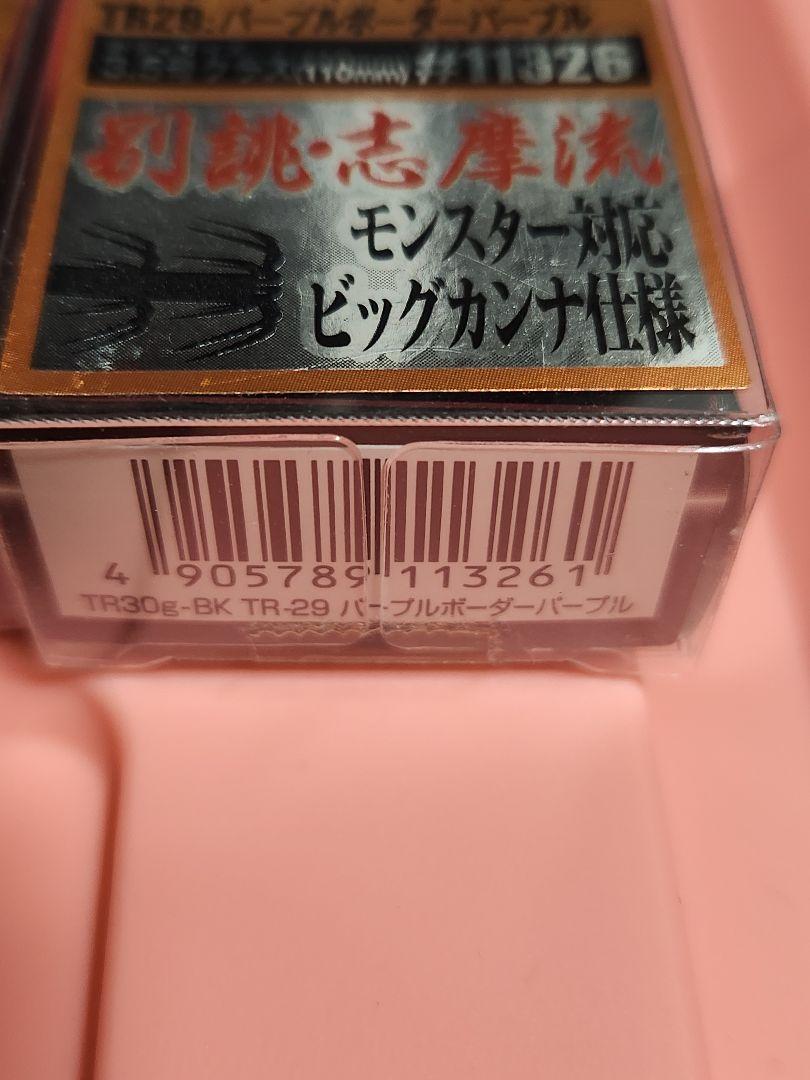 TR29.パープルボーダーパープル
(110mm) #11326
別誂・志摩流
モンスター対応
ビッグカンナ仕様
4 905789 113261
TR30g-BK TR-29 パープルボーダーパープル